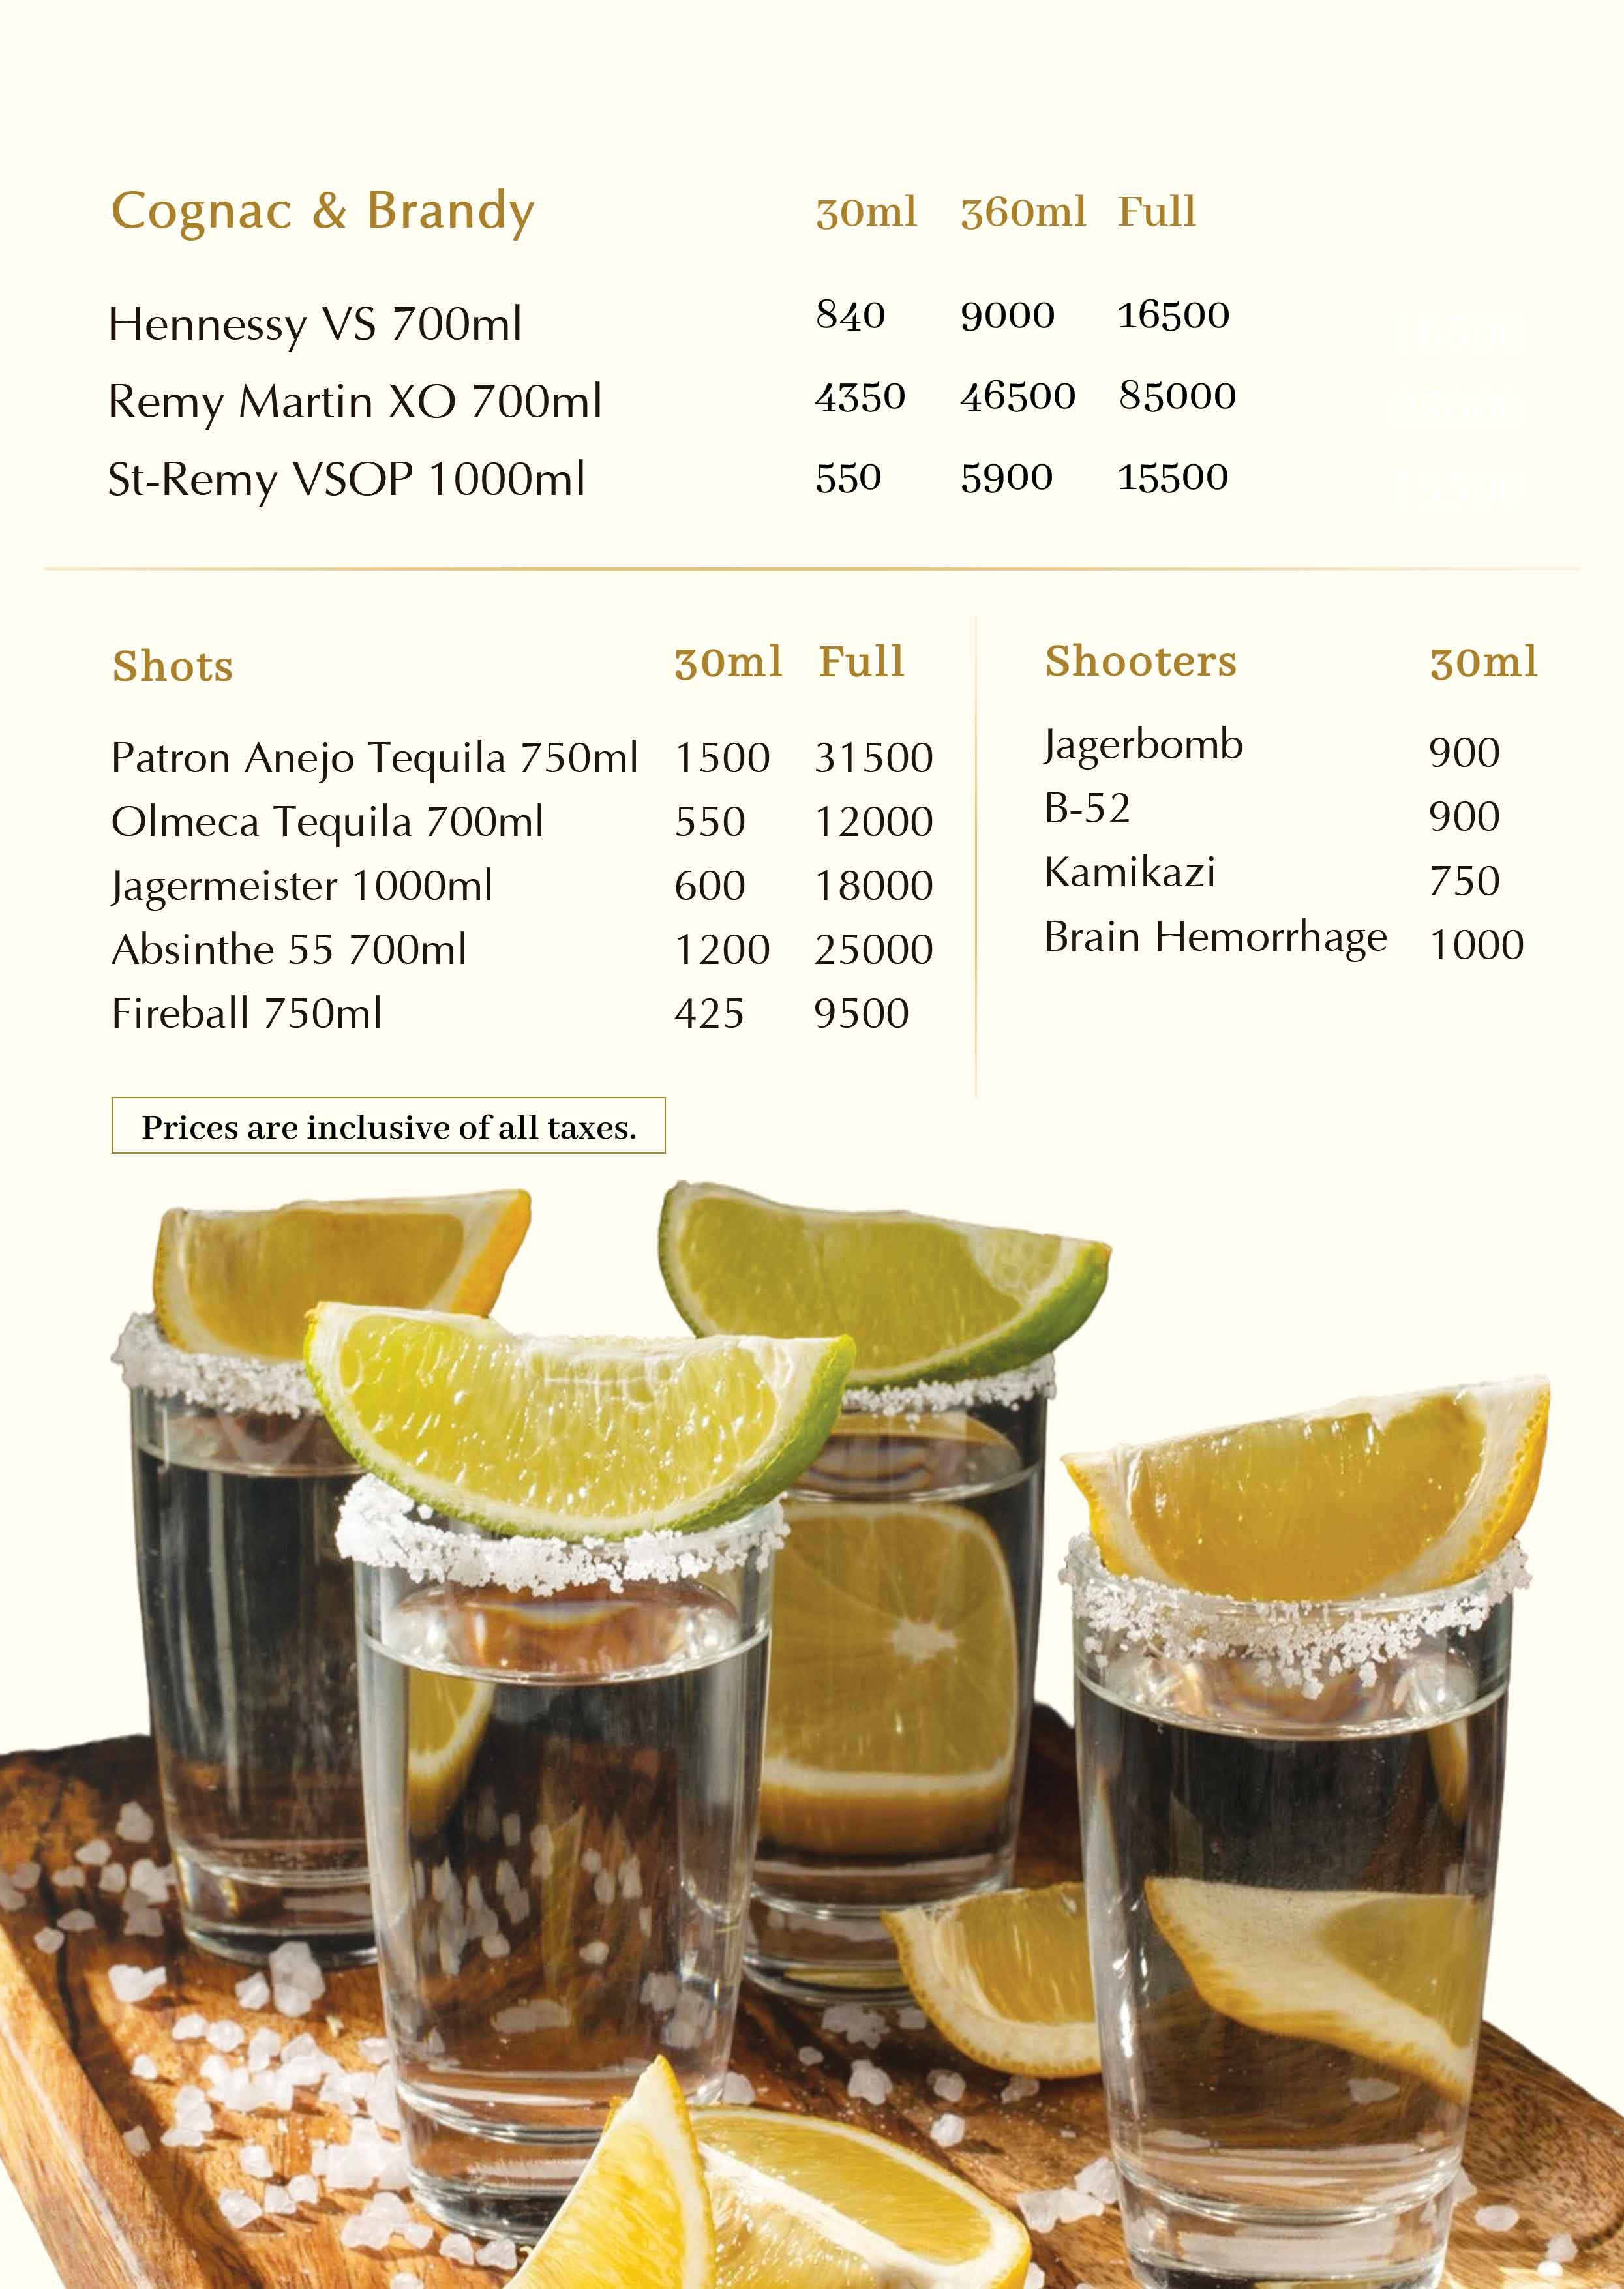 Cognac & Brandy 30ml 360ml Full
Hennessy VS 700ml 840 9000 16500
Remy Martin XO 700ml 4350 46500 85000
St-Remy VSOP 1000ml 550 5900 15500
Shots 30ml Full
Patron Anejo Tequila 750ml 1500 31500
Olmeca Tequila 700ml 550 12000
Jagermeister 1000ml 600 18000
Absinthe 55 700ml 1200 25000
Fireball 750ml 425 9500
Shooters 30ml
Jagerbomb 900
B-52 900
Kamikazi 750
Brain Hemorrhage 1000
Prices are inclusive of all taxes.